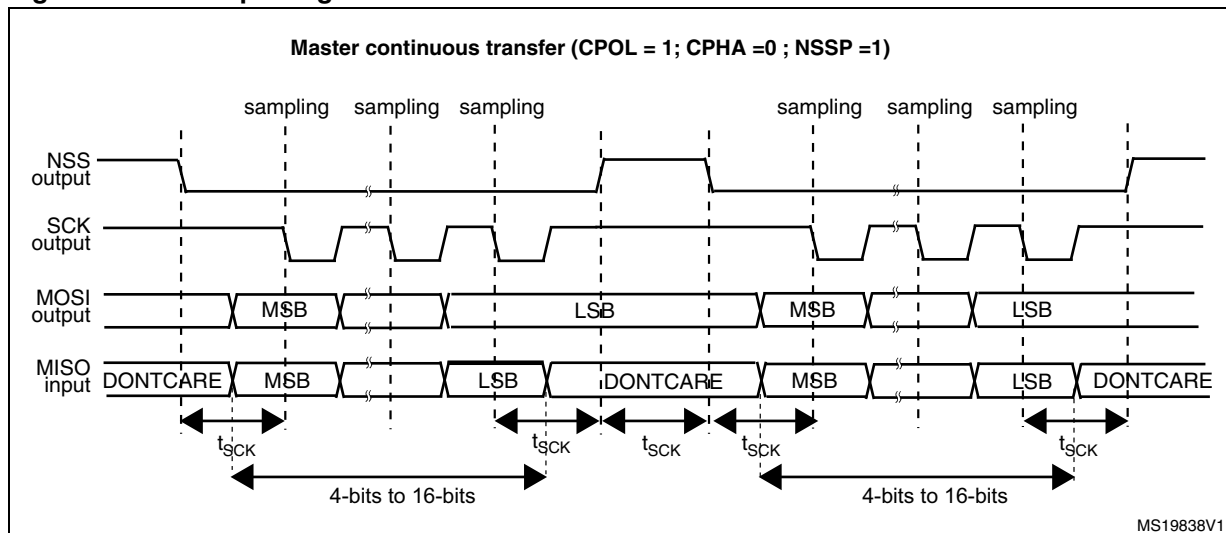 Master continuous transfer (CPOL = 1; CPHA =0 ; NSSP =1)
sampling sampling sampling sampling sampling sampling
NSS
output
SCK
output
MOSI
output
MSB LSB MSB LSB
MISO
input
DONTCARE MSB LSB DONTCARE MSB LSB DONTCARE
tSCK tSCK tSCK tSCK tSCK
4-bits to 16-bits 4-bits to 16-bits
MS19838V1